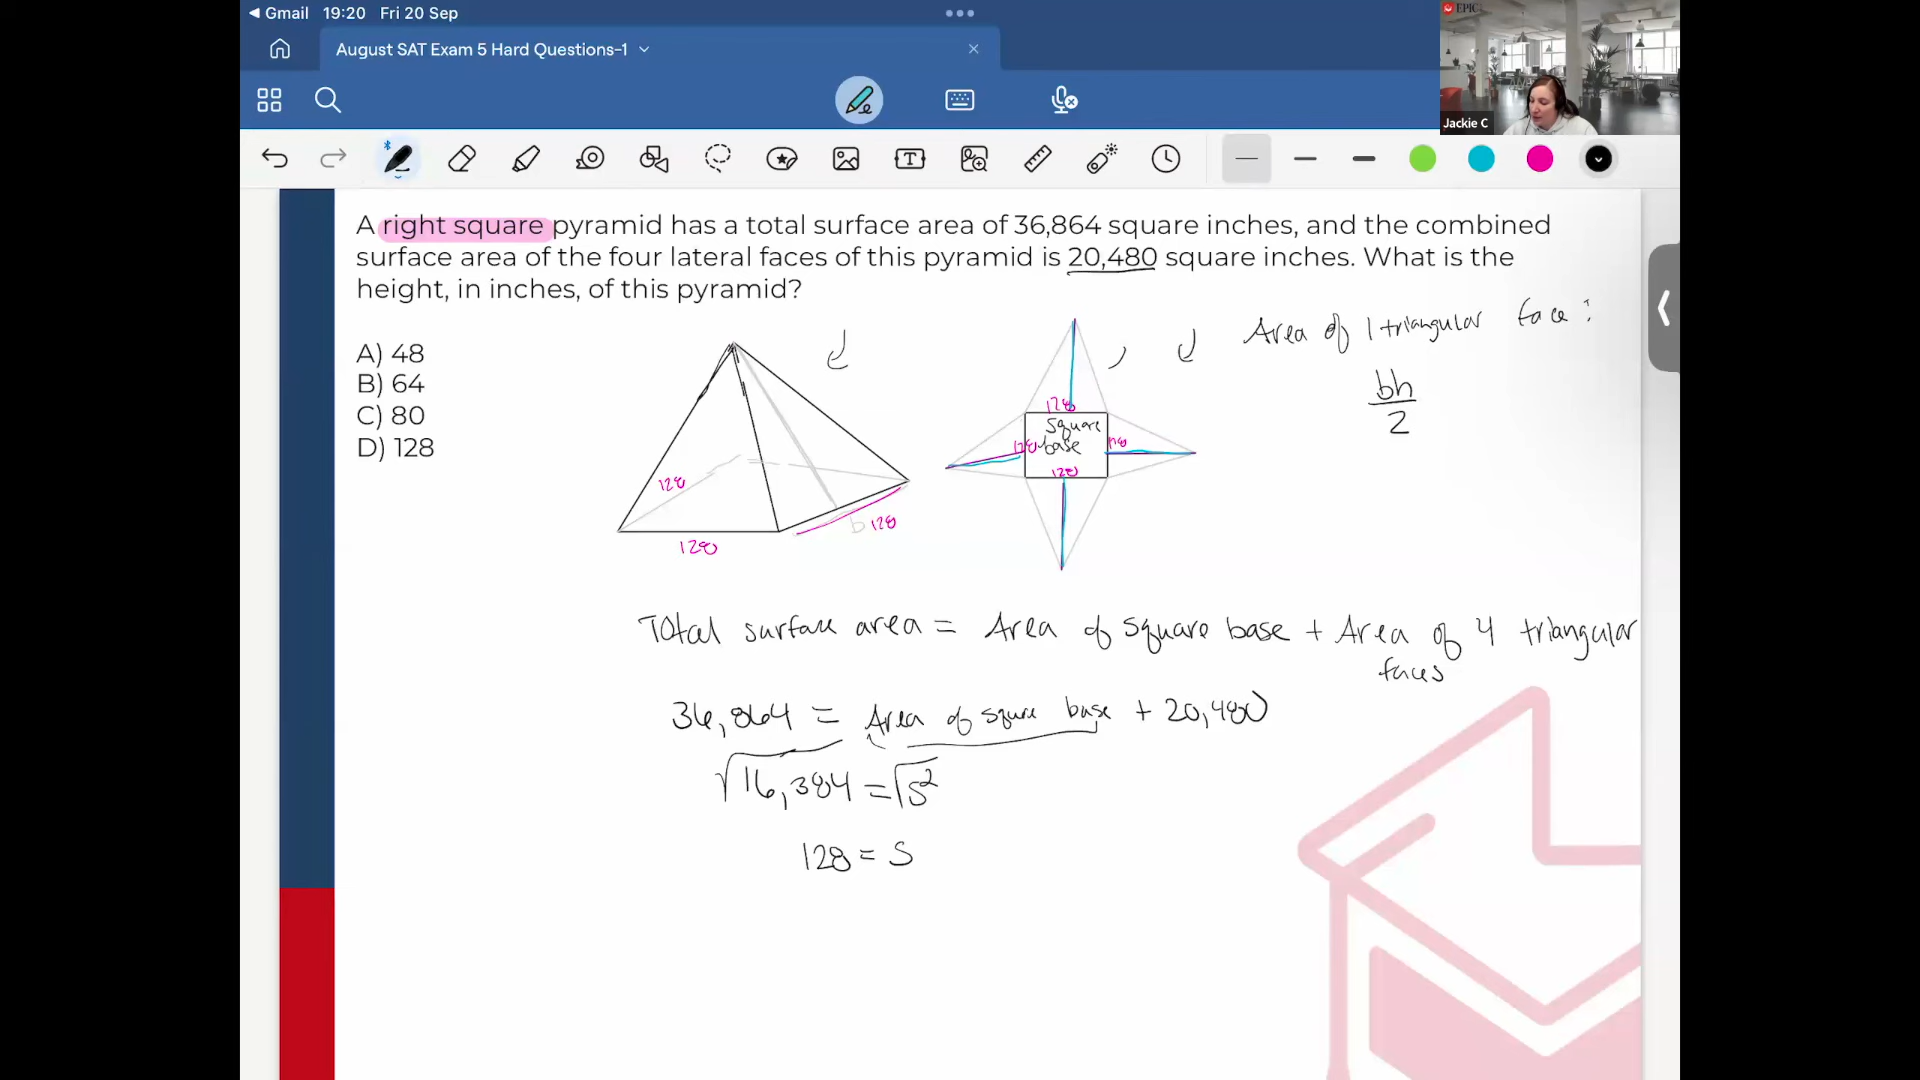 Gmail 19:20 Fri 20 Sep
EPIC
August SAT Exam 5 Hard Questions-1
Jackie C
A right square pyramid has a total surface area of 36,864 square inches, and the combined
surface area of the four lateral faces of this pyramid is 20,480 square inches. What is the
height, in inches, of this pyramid?
A) 48
B) 64
C) 80
D) 128
Area of 1 triangular face:
bh
2
128
128
b 128
128
square
base
128
128
128
Total surface area = Area of square base + Area of 4 triangular
faces
36,864 = Area of square base + 20,480
√16,384 = √s²
128 = s